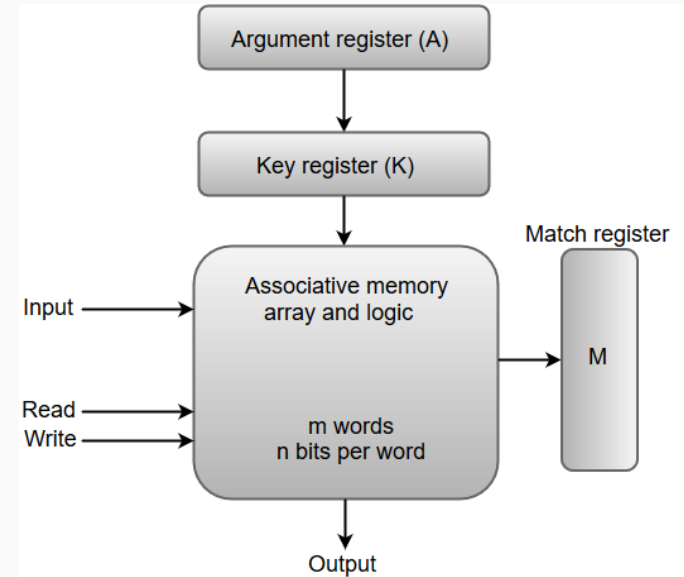 Argument register (A)
Key register (K)
Match register
Associative memory
array and logic
Input
M
Read
Write
m words
n bits per word
Output